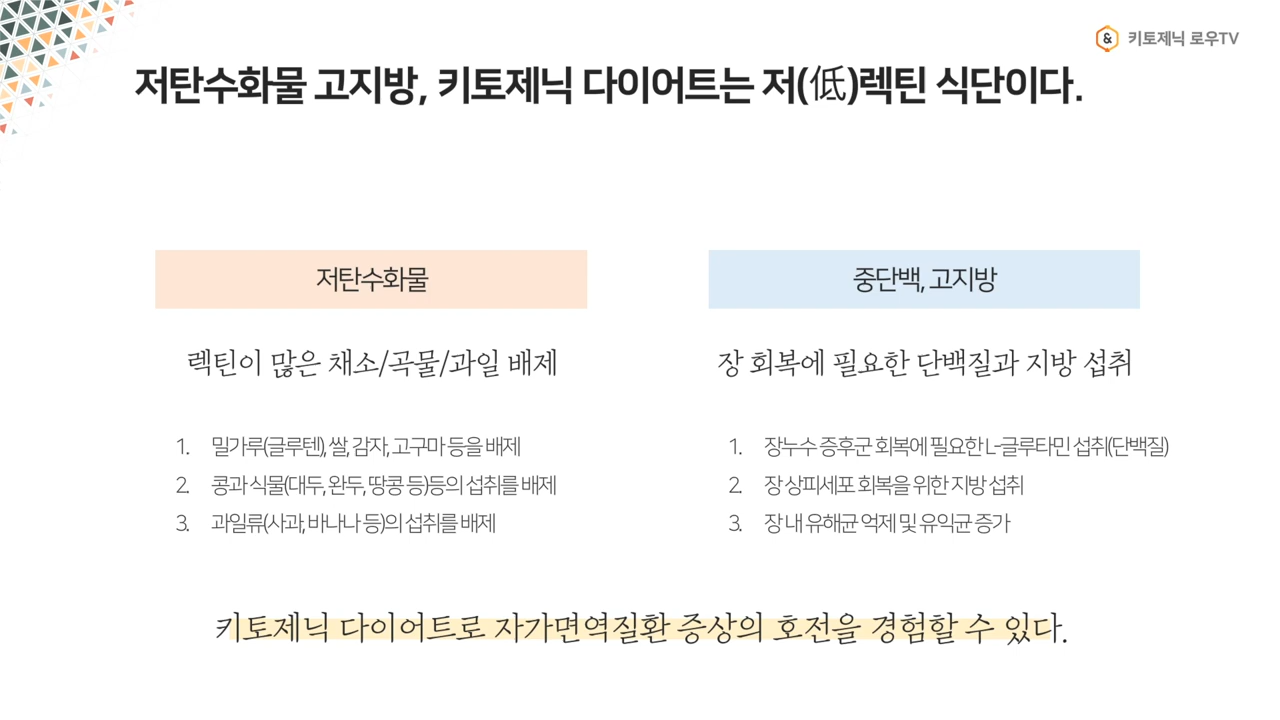 & 키토제닉 로우TV
저탄수화물 고지방, 키토제닉 다이어트는 저(低)렉틴 식단이다.
저탄수화물
렉틴이 많은 채소/곡물/과일 배제
1. 밀가루(글루텐), 쌀, 감자, 고구마 등을 배제
2. 콩과 식물(대두, 완두, 땅콩 등)등의 섭취를 배제
3. 과일류(사과, 바나나 등)의 섭취를 배제
중단백, 고지방
장 회복에 필요한 단백질과 지방 섭취
1. 장누수 증후군 회복에 필요한 L-글루타민 섭취(단백질)
2. 장 상피세포 회복을 위한 지방 섭취
3. 장 내 유해균 억제 및 유익균 증가
키토제닉 다이어트로 자가면역질환 증상의 호전을 경험할 수 있다.